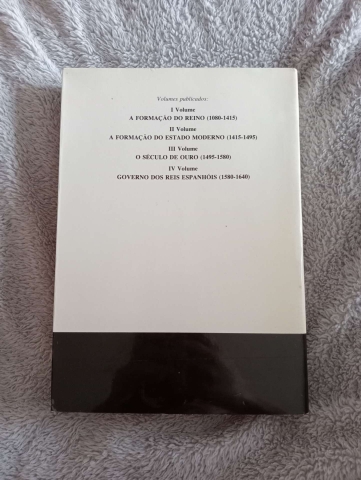 Volumes publicados:
I Volume
A FORMAÇÃO DO REINO (1080-1415)
II Volume
A FORMAÇÃO DO ESTADO MODERNO (1415-1495)
III Volume
O SÉCULO DE OURO (1495-1580)
IV Volume
GOVERNO DOS REIS ESPANHÓIS (1580-1640)